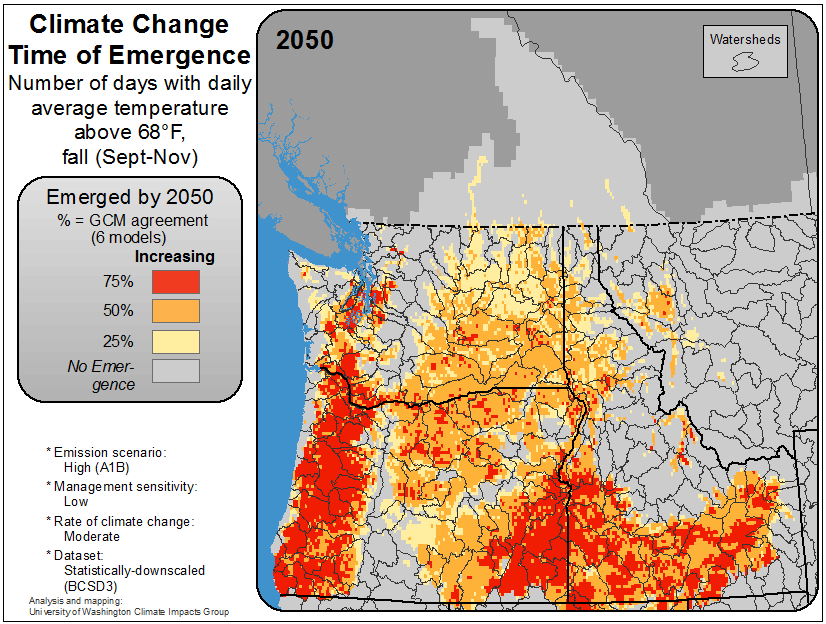 Climate Change
Time of Emergence
Number of days with daily
average temperature
above 68°F,
fall (Sept-Nov)
Emerged by 2050
% = GCM agreement
(6 models)
Increasing
75%
50%
25%
No Emer-
gence
* Emission scenario:
High (A1B)
* Management sensitivity:
Low
* Rate of climate change:
Moderate
* Dataset:
Statistically-downscaled
(BCSD3)
Analysis and mapping:
University of Washington Climate Impacts Group
2050
Watersheds